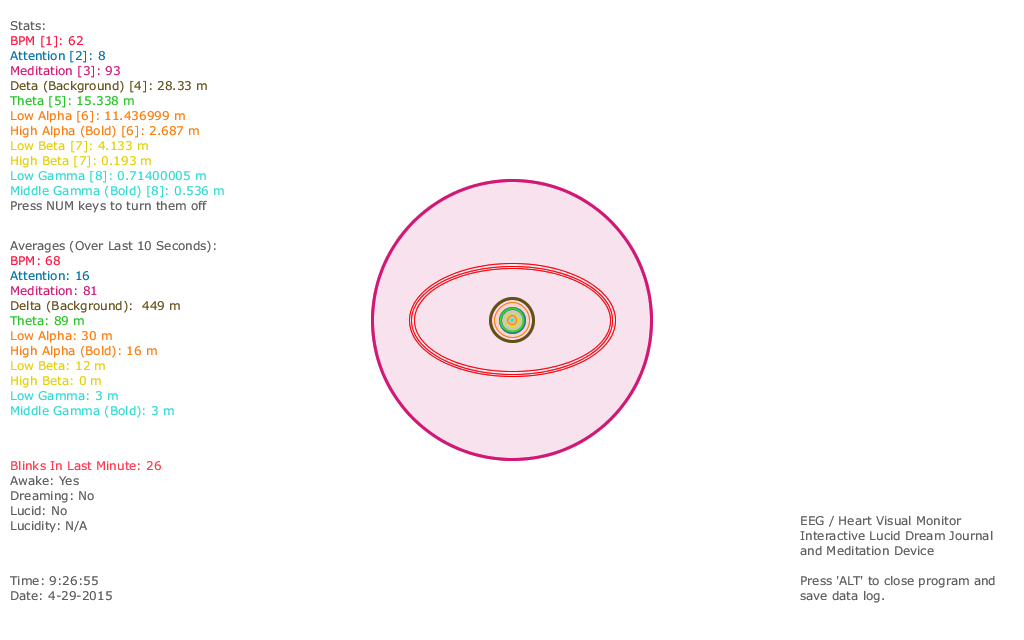 Stats:
BPM [1]: 62
Attention [2]: 8
Meditation [3]: 93
Deta (Background) [4]: 28.33 m
Theta [5]: 15.338 m
Low Alpha [6]: 11.436999 m
High Alpha (Bold) [6]: 2.687 m
Low Beta [7]: 4.133 m
High Beta [7]: 0.193 m
Low Gamma [8]: 0.71400005 m
Middle Gamma (Bold) [8]: 0.536 m
Press NUM keys to turn them off
Averages (Over Last 10 Seconds):
BPM: 68
Attention: 16
Meditation: 81
Delta (Background):  449 m
Theta: 89 m
Low Alpha: 30 m
High Alpha (Bold): 16 m
Low Beta: 12 m
High Beta: 0 m
Low Gamma: 3 m
Middle Gamma (Bold): 3 m
Blinks In Last Minute: 26
Awake: Yes
Dreaming: No
Lucid: No
Lucidity: N/A
Time: 9:26:55
Date: 4-29-2015
EEG / Heart Visual Monitor
Interactive Lucid Dream Journal
and Meditation Device
Press 'ALT' to close program and
save data log.